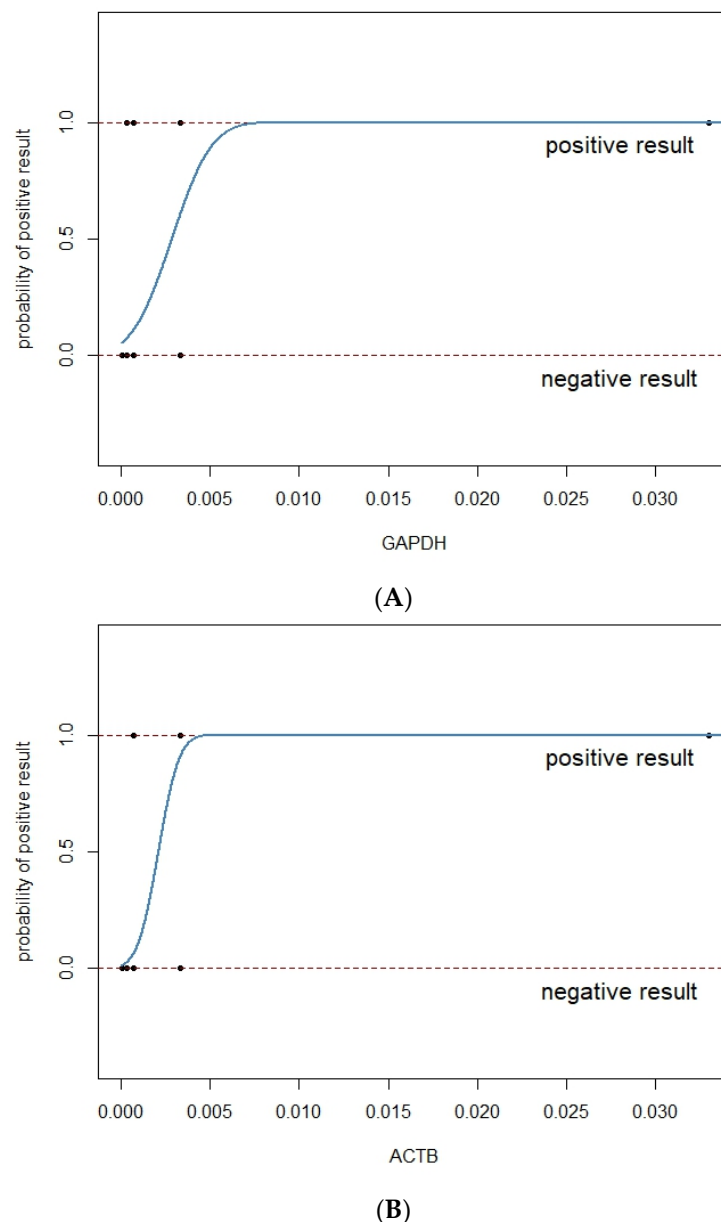 probability of positive result
1.0
0.5
0.0
positive result
negative result
0.000 0.005 0.010 0.015 0.020 0.025 0.030
GAPDH
(A)
probability of positive result
1.0
0.5
0.0
positive result
negative result
0.000 0.005 0.010 0.015 0.020 0.025 0.030
ACTB
(B)